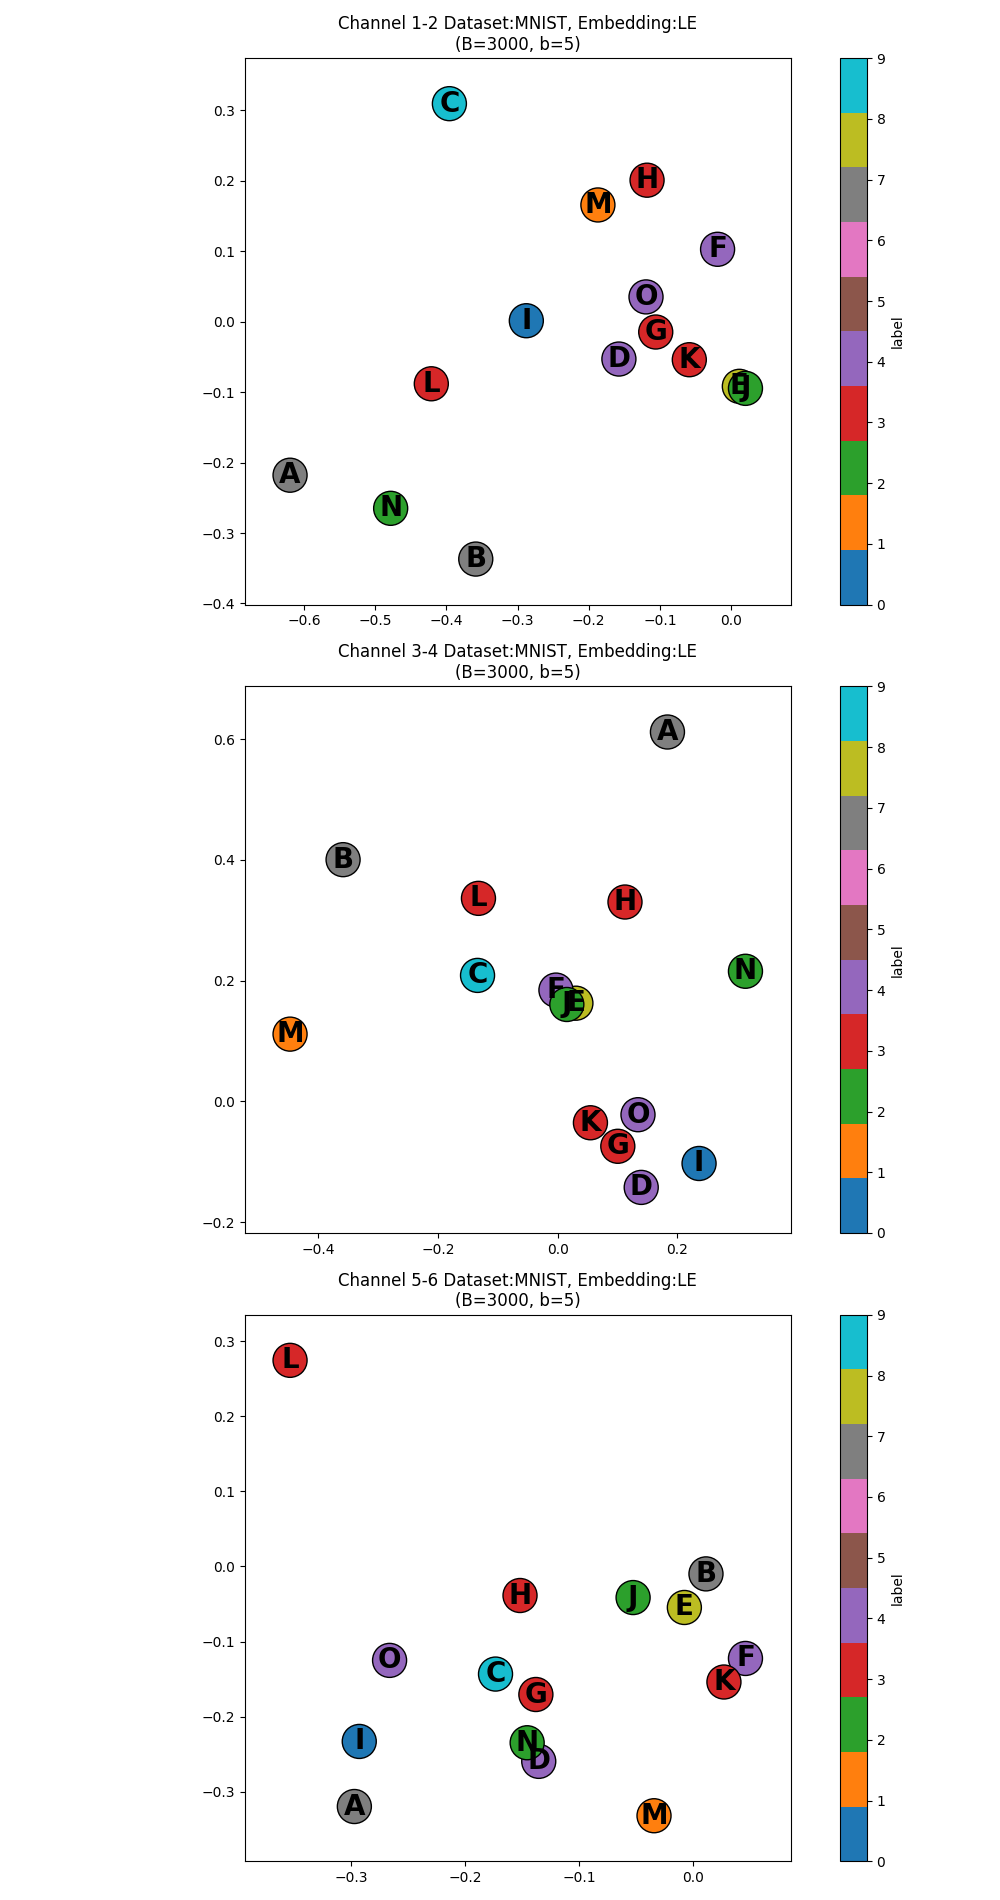 Channel 1-2 Dataset:MNIST, Embedding:LE
(B=3000, b=5)
C
H
M
F
O
I
G
D
K
L
E
J
A
N
B
0.3
0.2
0.1
0.0
−0.1
−0.2
−0.3
−0.4
−0.6
−0.5
−0.4
−0.3
−0.2
−0.1
0.0
9
8
7
6
5
4
3
2
1
0
label
Channel 3-4 Dataset:MNIST, Embedding:LE
(B=3000, b=5)
A
B
L
H
C
N
F
J
E
M
K
O
G
I
D
0.6
0.4
0.2
0.0
−0.2
−0.4
−0.2
0.0
0.2
9
8
7
6
5
4
3
2
1
0
label
Channel 5-6 Dataset:MNIST, Embedding:LE
(B=3000, b=5)
L
B
H
J
E
O
C
F
K
G
I
N
D
A
M
0.3
0.2
0.1
0.0
−0.1
−0.2
−0.3
−0.3
−0.2
−0.1
0.0
9
8
7
6
5
4
3
2
1
0
label